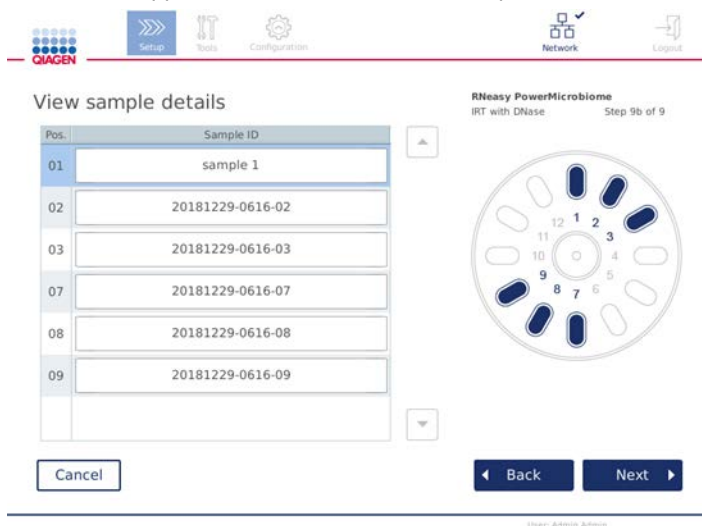 QIAGEN
Setup
Tools
Configuration
Network
Logout
View sample details
RNeasy PowerMicrobiome
IRT with DNase Step 9b of 9
Pos. Sample ID
01 sample 1
02 20181229-0616-02
03 20181229-0616-03
07 20181229-0616-07
08 20181229-0616-08
09 20181229-0616-09
1
2
3
4
5
6
7
8
9
10
11
12
Cancel
Back
Next
User: Admin Admin